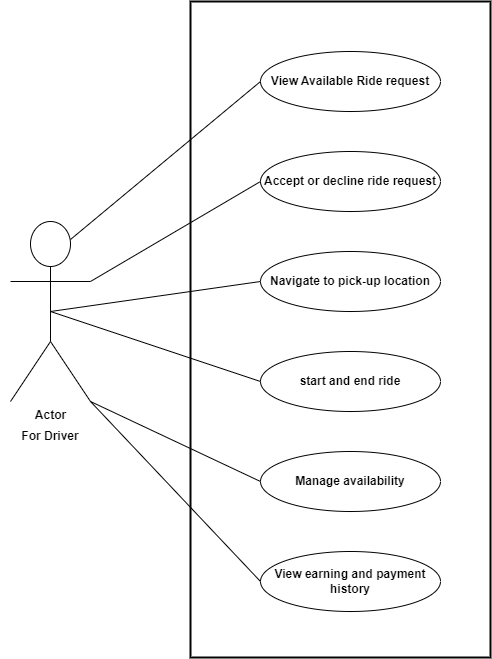 View Available Ride request
Accept or decline ride request
Navigate to pick-up location
start and end ride
Actor
For Driver
Manage availability
View earning and payment
history